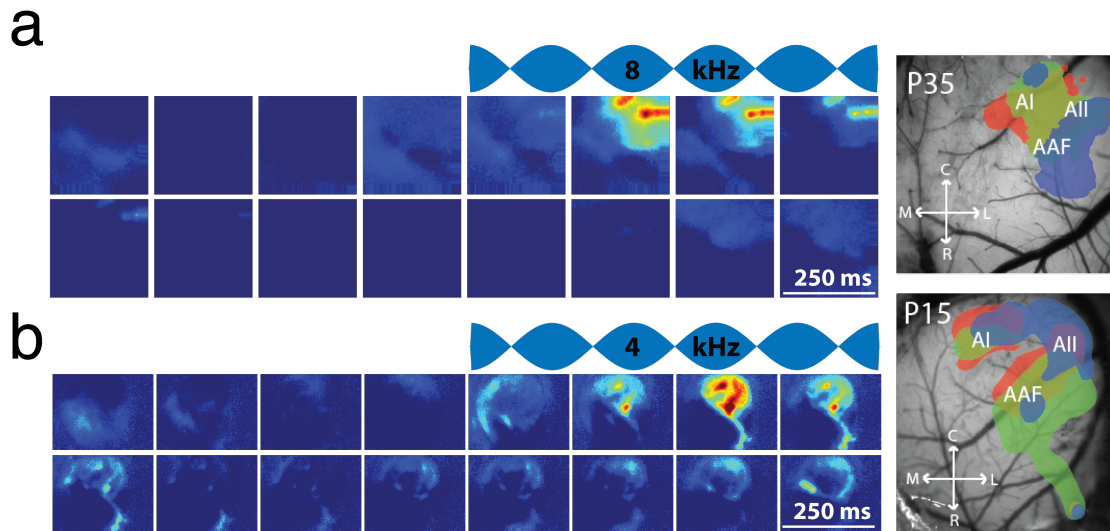 a
8 kHz
P35
AI
AII
AAF
C
M L
R
250 ms
b
4 kHz
P15
AI
AII
AAF
C
M L
R
250 ms